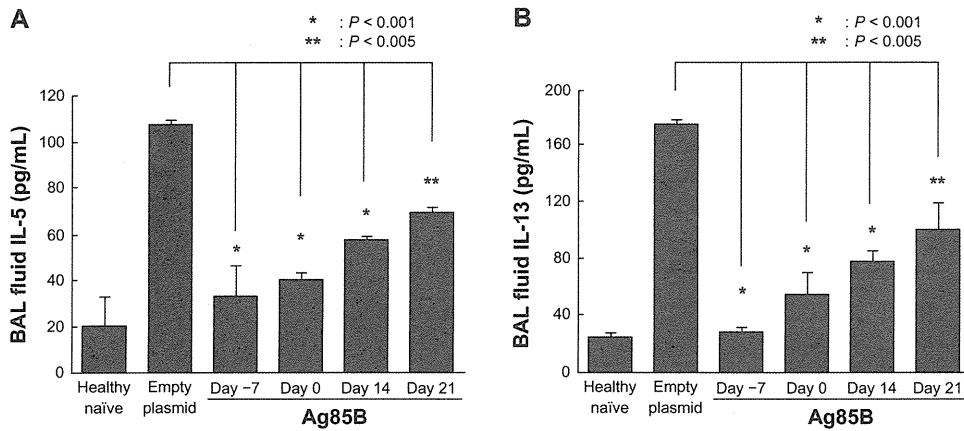 A
* : P < 0.001
** : P < 0.005
BAL fluid IL-5 (pg/mL)
120
100
80
60
40
20
0
*
*
*
**
Healthy naïve
Empty plasmid
Day −7
Day 0
Day 14
Day 21
Ag85B
B
* : P < 0.001
** : P < 0.005
BAL fluid IL-13 (pg/mL)
200
160
120
80
40
0
*
*
*
**
Healthy naïve
Empty plasmid
Day −7
Day 0
Day 14
Day 21
Ag85B